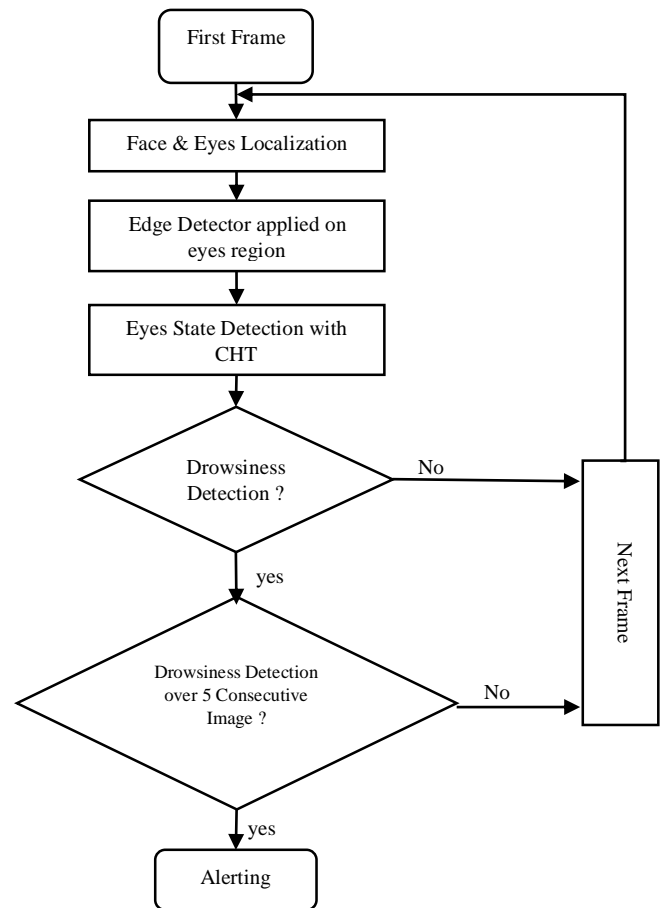 First Frame
Face & Eyes Localization
Edge Detector applied on
eyes region
Eyes State Detection with
CHT
Drowsiness
Detection ?
No
yes
Next Frame
Drowsiness Detection
over 5 Consecutive
Image ?
No
yes
Alerting